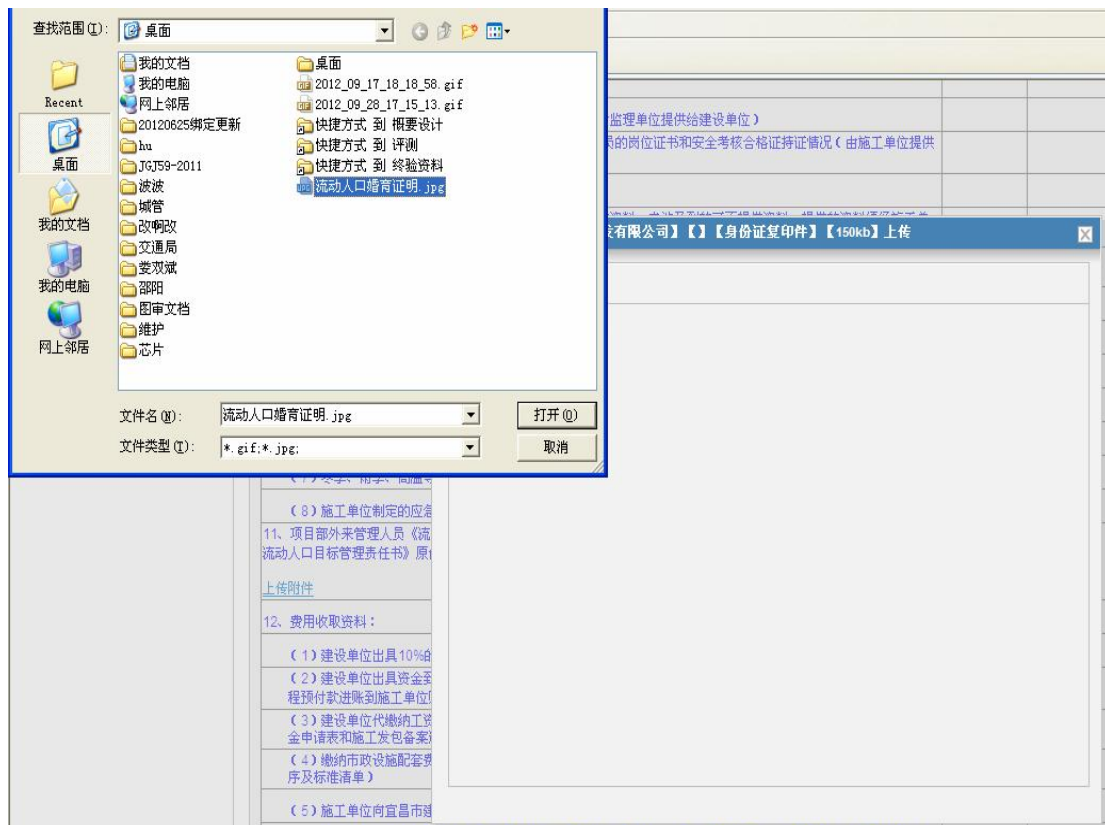 查找范围(I):
桌面
Recent
桌面
我的文档
我的电脑
网上邻居
我的文档
我的电脑
网上邻居
20120625绑定更新
hu
JGJ59-2011
波波
城管
改啊改
交通局
娄双斌
邵阳
图审文档
维护
芯片
桌面
2012_09_17_18_18_58.gif
2012_09_28_17_15_13.gif
快捷方式 到 概要设计
快捷方式 到 评测
快捷方式 到 终验资料
流动人口婚育证明.jpg
文件名(N):
流动人口婚育证明.jpg
打开(O)
文件类型(T):
*.gif;*.jpg;
取消
监理单位提供给建设单位)
员的岗位证书和安全考核合格证持证情况(由施工单位提供
发有限公司】【】【身份证复印件】【150kb】上传
(7)冬季、雨季、高温
(8)施工单位制定的应急
11、项目部外来管理人员《流
流动人口目标管理责任书》原
上传附件
12、费用收取资料:
(1)建设单位出具10%的
(2)建设单位出具资金到
程预付款进账到施工单位
(3)建设单位代缴纳工资
金申请表和施工发包备案
(4)缴纳市政设施配套费
序及标准清单)
(5)施工单位向宜昌市建